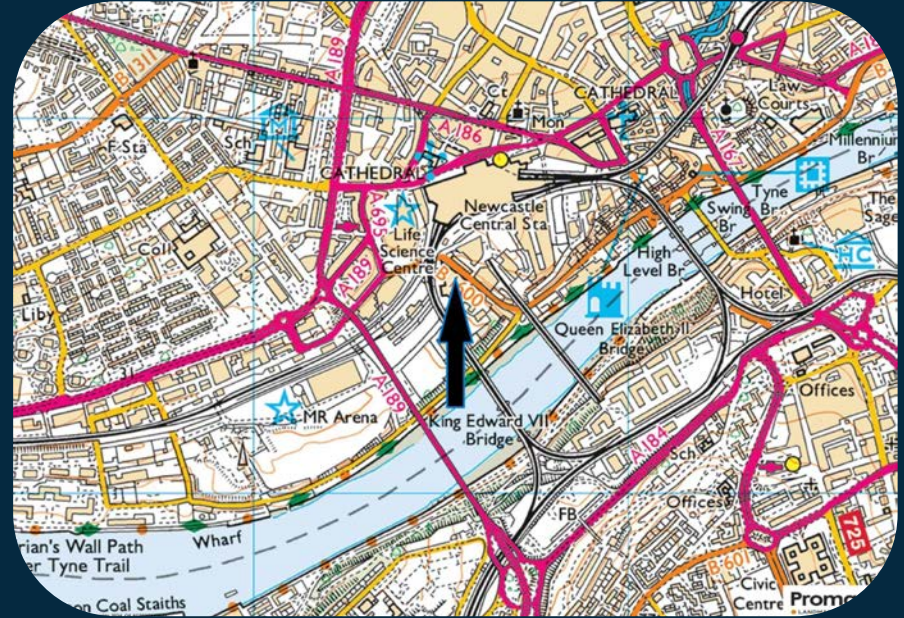 B1311
A189
Ct
CATHEDRAL
A167
Law
Courts
Mon
A186
F Sta
Sch
Millennium
Br
CATHEDRAL
A695
Newcastle
Central Sta
Tyne
Br
Swing
Br
The
Sage
Life
Science
Centre
Coll
High
Level Br
HC
A189
Hotel
Liby
Queen Elizabeth II
Bridge
31
Offices
MR Arena
A189
King Edward VII
Bridge
A184
Sch
Offices
FB
725
rian's Wall Path
er Tyne Trail
Wharf
B 601
Civic
Centre
on Coal Staiths
Proma